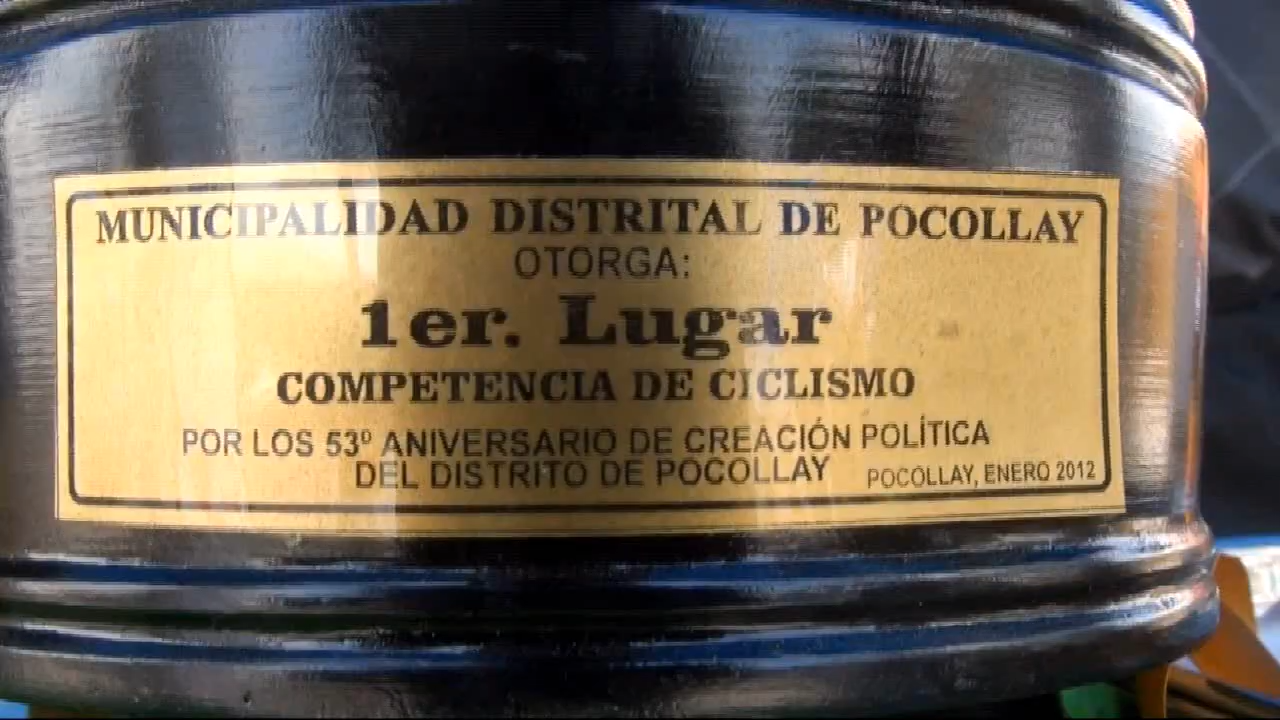 MUNICIPALIDAD DISTRITAL DE POCOLLAY
OTORGA:
1er. Lugar
COMPETENCIA DE CICLISMO
POR LOS 53º ANIVERSARIO DE CREACIÓN POLÍTICA
DEL DISTRITO DE POCOLLAY
POCOLLAY, ENERO 2012